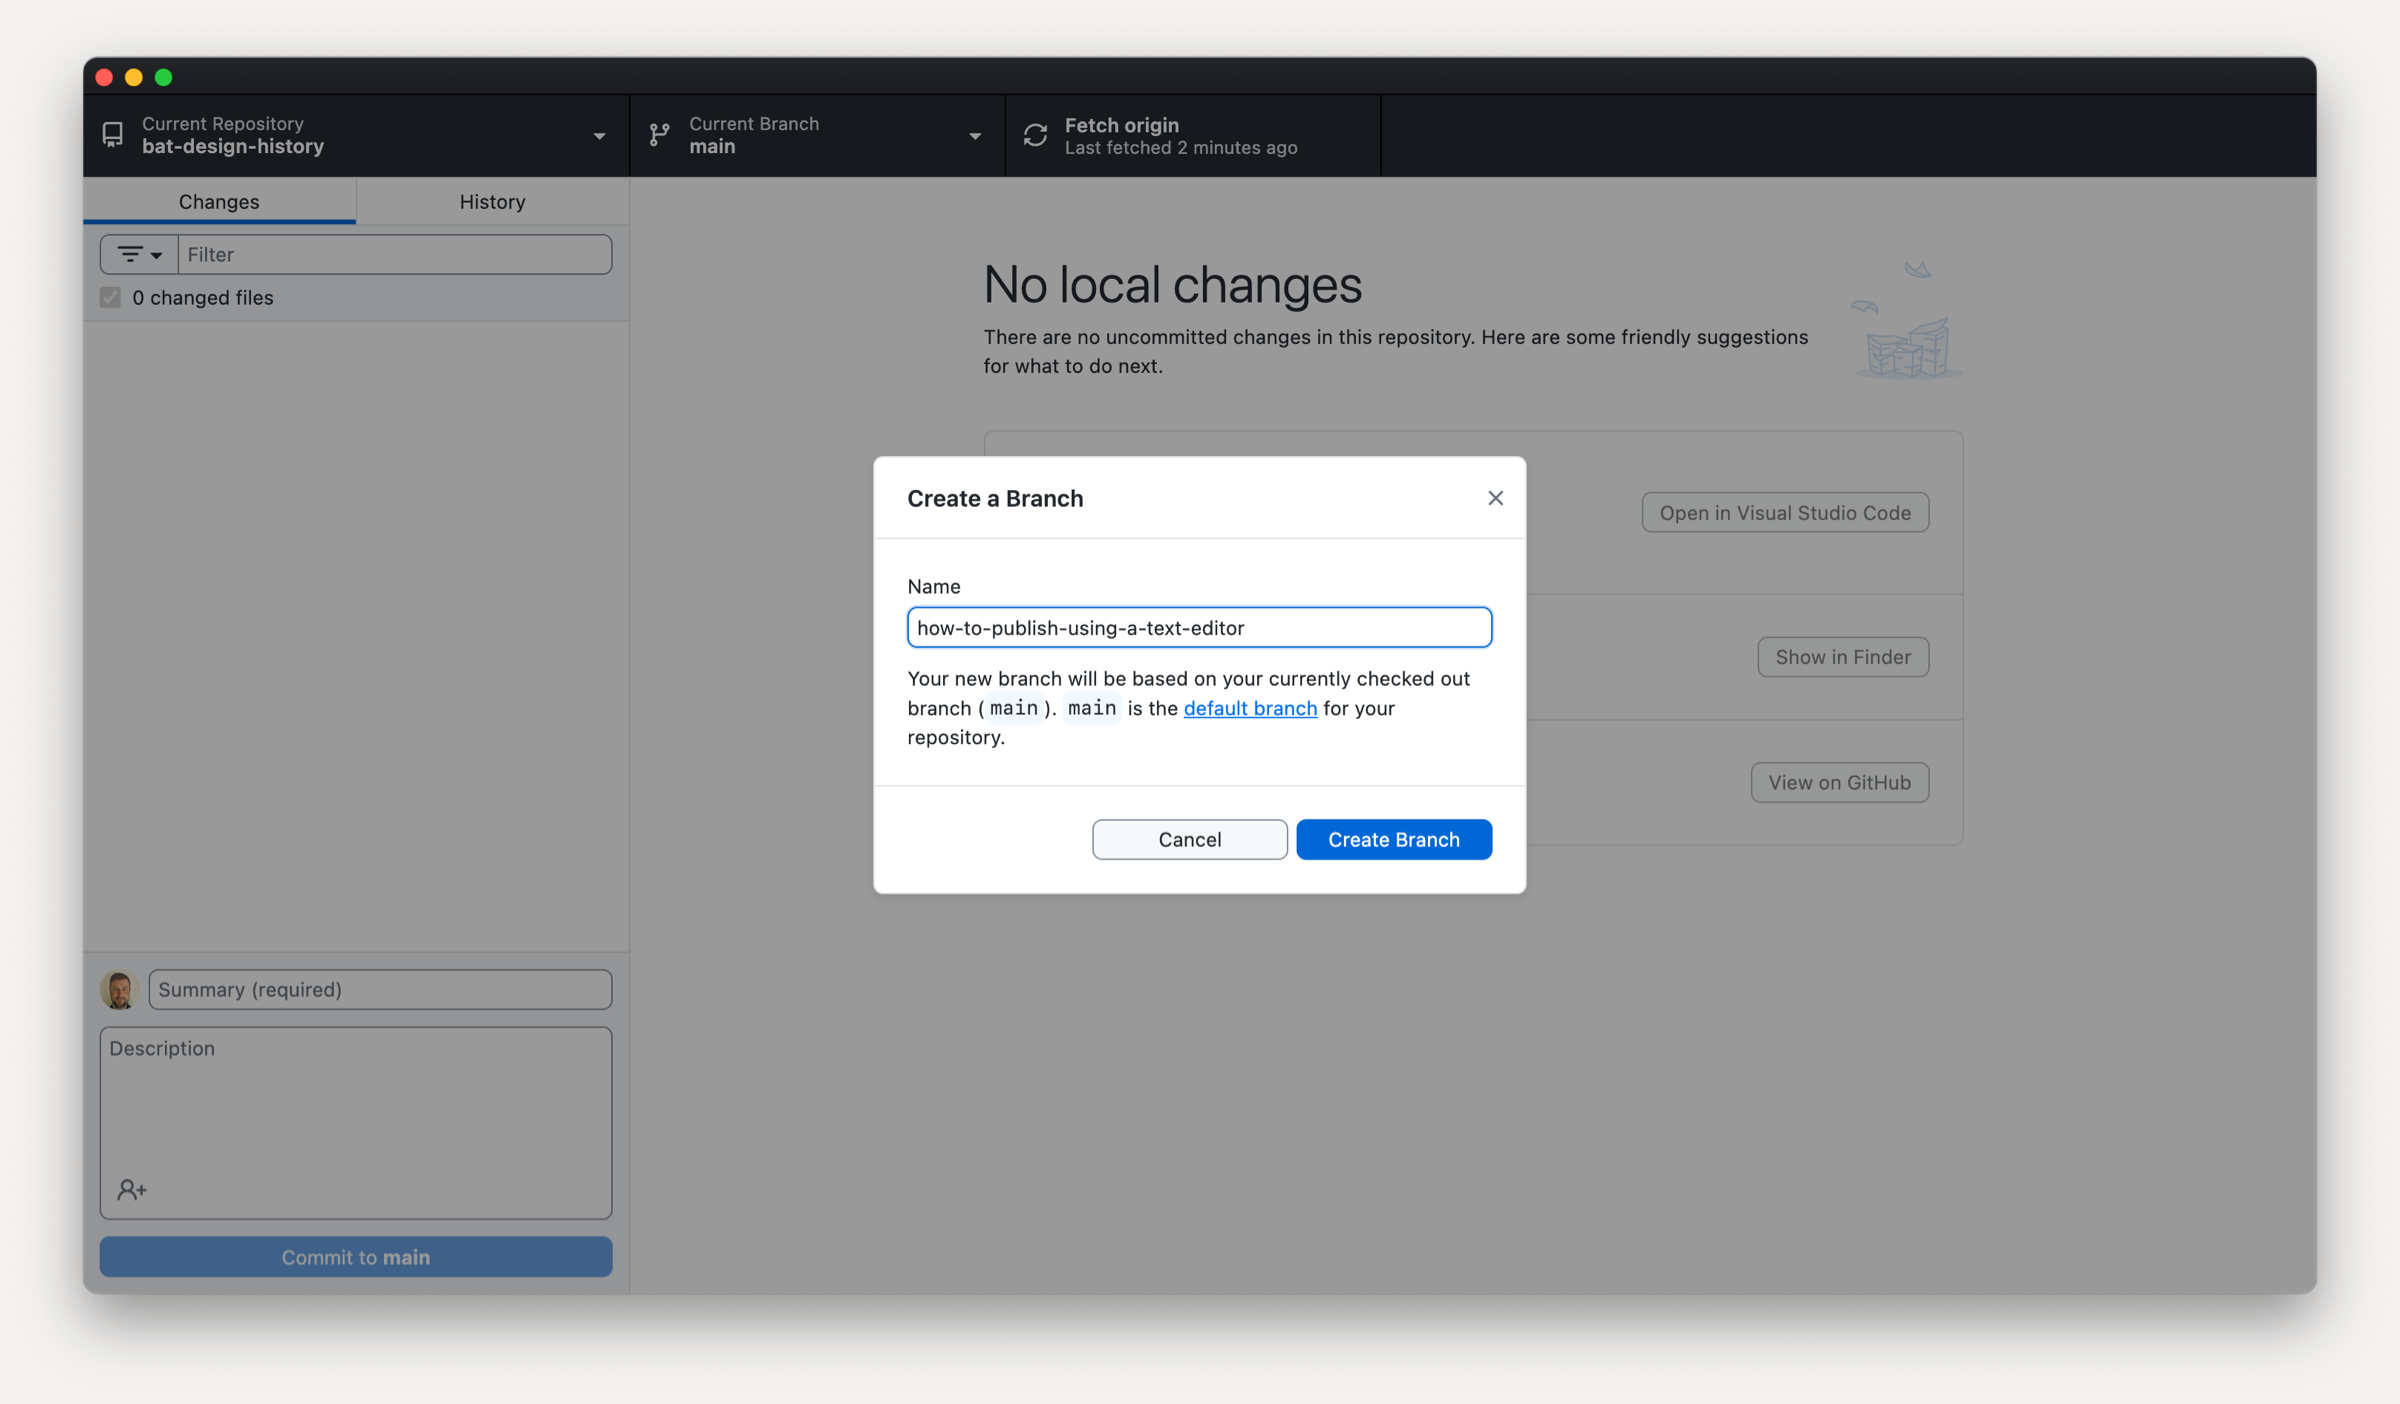 Current Repository
bat-design-history
Current Branch
main
Fetch origin
Last fetched 2 minutes ago
Changes
History
Filter
0 changed files
No local changes
There are no uncommitted changes in this repository. Here are some friendly suggestions
for what to do next.
Open in Visual Studio Code
Show in Finder
View on GitHub
Create a Branch
Name
how-to-publish-using-a-text-editor
Your new branch will be based on your currently checked out
branch (main). main is the default branch for your
repository.
Cancel
Create Branch
Summary (required)
Description
Commit to main